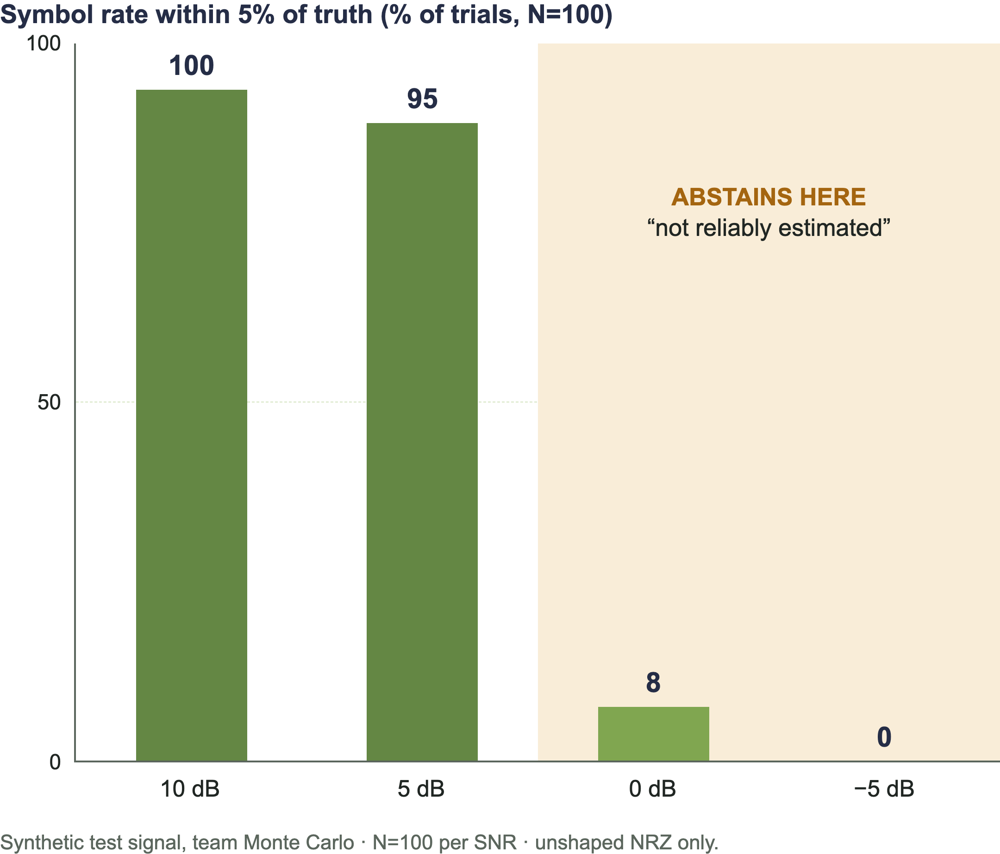 Symbol rate within 5% of truth (% of trials, N=100)
100
100
95
ABSTAINS HERE
“not reliably estimated”
50
8
0
0
10 dB
5 dB
0 dB
−5 dB
Synthetic test signal, team Monte Carlo · N=100 per SNR · unshaped NRZ only.